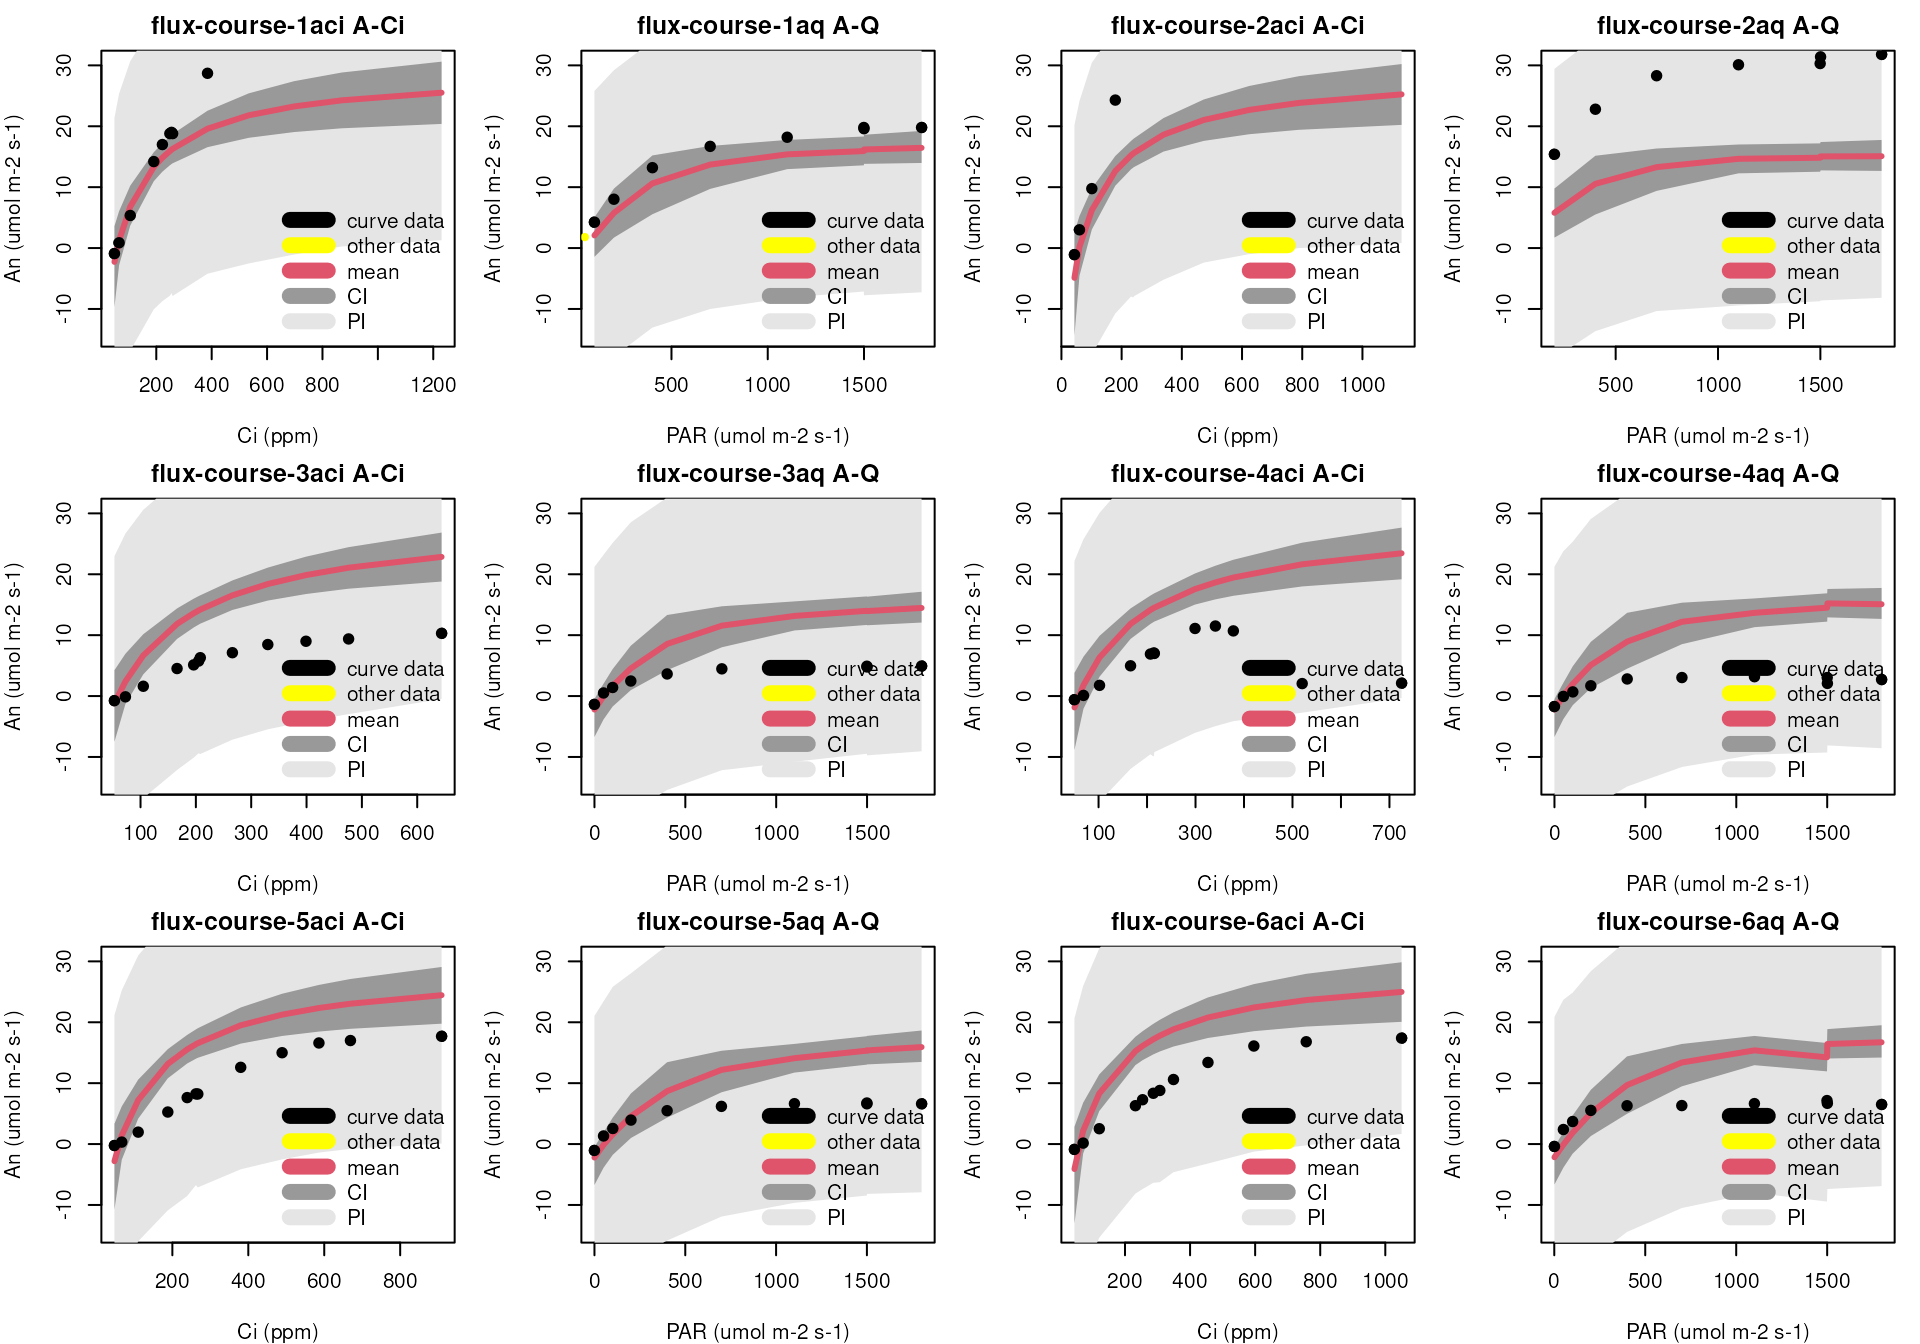 flux-course-1aci A-Ci
An (umol m-2 s-1)
30
20
10
0
-10
curve data
other data
mean
CI
PI
200 400 600 800 1200
Ci (ppm)
flux-course-1aq A-Q
An (umol m-2 s-1)
30
20
10
0
-10
curve data
other data
mean
CI
PI
500 1000 1500
PAR (umol m-2 s-1)
flux-course-2aci A-Ci
An (umol m-2 s-1)
30
20
10
0
-10
curve data
other data
mean
CI
PI
0 200 400 600 800 1000
Ci (ppm)
flux-course-2aq A-Q
An (umol m-2 s-1)
30
20
10
0
-10
curve data
other data
mean
CI
PI
500 1000 1500
PAR (umol m-2 s-1)
flux-course-3aci A-Ci
An (umol m-2 s-1)
30
20
10
0
-10
curve data
other data
mean
CI
PI
100 200 300 400 500 600
Ci (ppm)
flux-course-3aq A-Q
An (umol m-2 s-1)
30
20
10
0
-10
curve data
other data
mean
CI
PI
0 500 1000 1500
PAR (umol m-2 s-1)
flux-course-4aci A-Ci
An (umol m-2 s-1)
30
20
10
0
-10
curve data
other data
mean
CI
PI
100 300 500 700
Ci (ppm)
flux-course-4aq A-Q
An (umol m-2 s-1)
30
20
10
0
-10
curve data
other data
mean
CI
PI
0 500 1000 1500
PAR (umol m-2 s-1)
flux-course-5aci A-Ci
An (umol m-2 s-1)
30
20
10
0
-10
curve data
other data
mean
CI
PI
200 400 600 800
Ci (ppm)
flux-course-5aq A-Q
An (umol m-2 s-1)
30
20
10
0
-10
curve data
other data
mean
CI
PI
0 500 1000 1500
PAR (umol m-2 s-1)
flux-course-6aci A-Ci
An (umol m-2 s-1)
30
20
10
0
-10
curve data
other data
mean
CI
PI
200 400 600 800 1000
Ci (ppm)
flux-course-6aq A-Q
An (umol m-2 s-1)
30
20
10
0
-10
curve data
other data
mean
CI
PI
0 500 1000 1500
PAR (umol m-2 s-1)